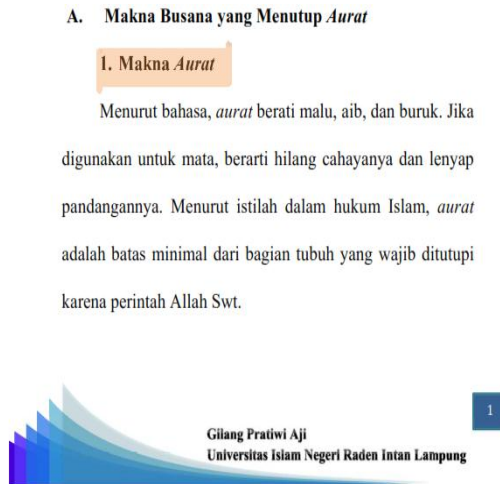 A. Makna Busana yang Menutup Aurat
1. Makna Aurat
Menurut bahasa, aurat berati malu, aib, dan buruk. Jika
digunakan untuk mata, berarti hilang cahayanya dan lenyap
pandangannya. Menurut istilah dalam hukum Islam, aurat
adalah batas minimal dari bagian tubuh yang wajib ditutupi
karena perintah Allah Swt.
1
Gilang Pratiwi Aji
Universitas Islam Negeri Raden Intan Lampung